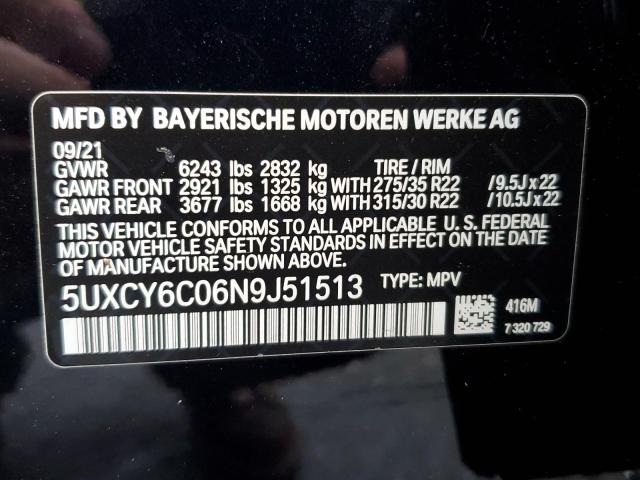 MFD BY BAYERISCHE MOTOREN WERKE AG
09/21
GVWR 6243 lbs 2832 kg TIRE / RIM
GAWR FRONT 2921 lbs 1325 kg WITH 275/35 R22 /9.5J x 22
GAWR REAR 3677 lbs 1668 kg WITH 315/30 R22 /10.5J x 22
THIS VEHICLE CONFORMS TO ALL APPLICABLE U. S. FEDERAL
MOTOR VEHICLE SAFETY STANDARDS IN EFFECT ON THE
DATE OF MANUFACTURE SHOWN ABOVE.
5UXCY6C06N9J51513 TYPE: MPV
416M
7 320 729